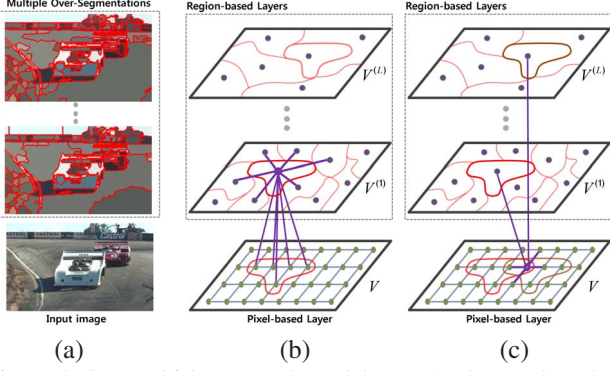 Multiple Over-Segmentations
Input image
(a)
Region-based Layers
V(L)
V(1)
V
Pixel-based Layer
(b)
Region-based Layers
V(L)
V(1)
V
Pixel-based Layer
(c)